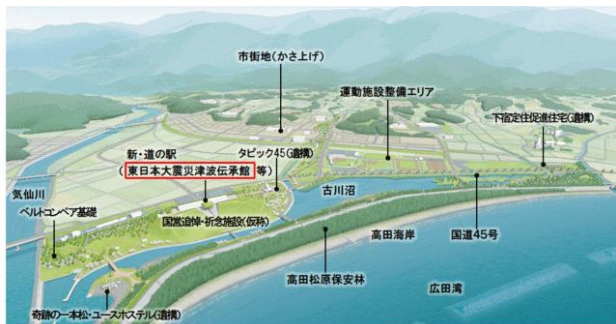 市街地(かさ上げ)
運動施設整備エリア
下宿定住促進住宅(遺構)
新・道の駅
(東日本大震災津波伝承館等)
タピック45(遺構)
気仙川
ベルトコンベア基礎
国営追悼・祈念施設(仮称)
古川沼
高田海岸
国道45号
高田松原保安林
広田湾
奇跡の一本松・ユースホステル(遺構)